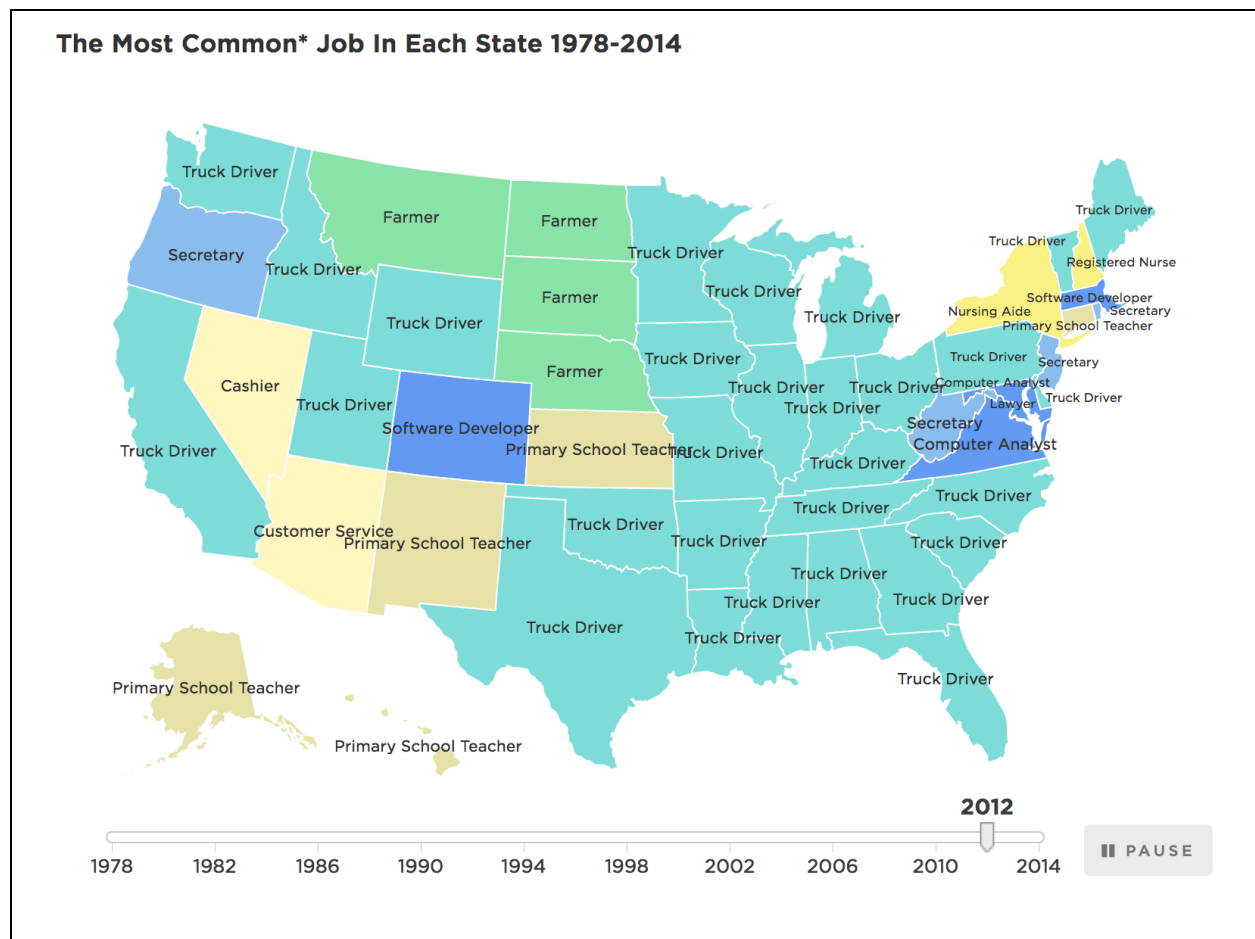 The Most Common* Job In Each State 1978-2014
Truck Driver
Farmer
Farmer
Truck Driver
Truck Driver
Truck Driver
Secretary
Truck Driver
Registered Nurse
Truck Driver
Farmer
Truck Driver
Software Developer
Nursing Aide
Secretary
Truck Driver
Truck Driver
Primary School Teacher
Truck Driver
Truck Driver
Secretary
Farmer
Cashier
Truck Driver
Truck Driver
Computer Analyst
Truck Driver
Truck Driver
Lawyer
Truck Driver
Software Developer
Secretary
Truck Driver
Primary School Teacher
Truck Driver
Computer Analyst
Truck Driver
Truck Driver
Truck Driver
Truck Driver
Customer Service
Primary School Teacher
Truck Driver
Truck Driver
Truck Driver
Truck Driver
Truck Driver
Truck Driver
Truck Driver
Truck Driver
Truck Driver
Primary School Teacher
Primary School Teacher
2012
1978 1982 1986 1990 1994 1998 2002 2006 2010 2014
PAUSE